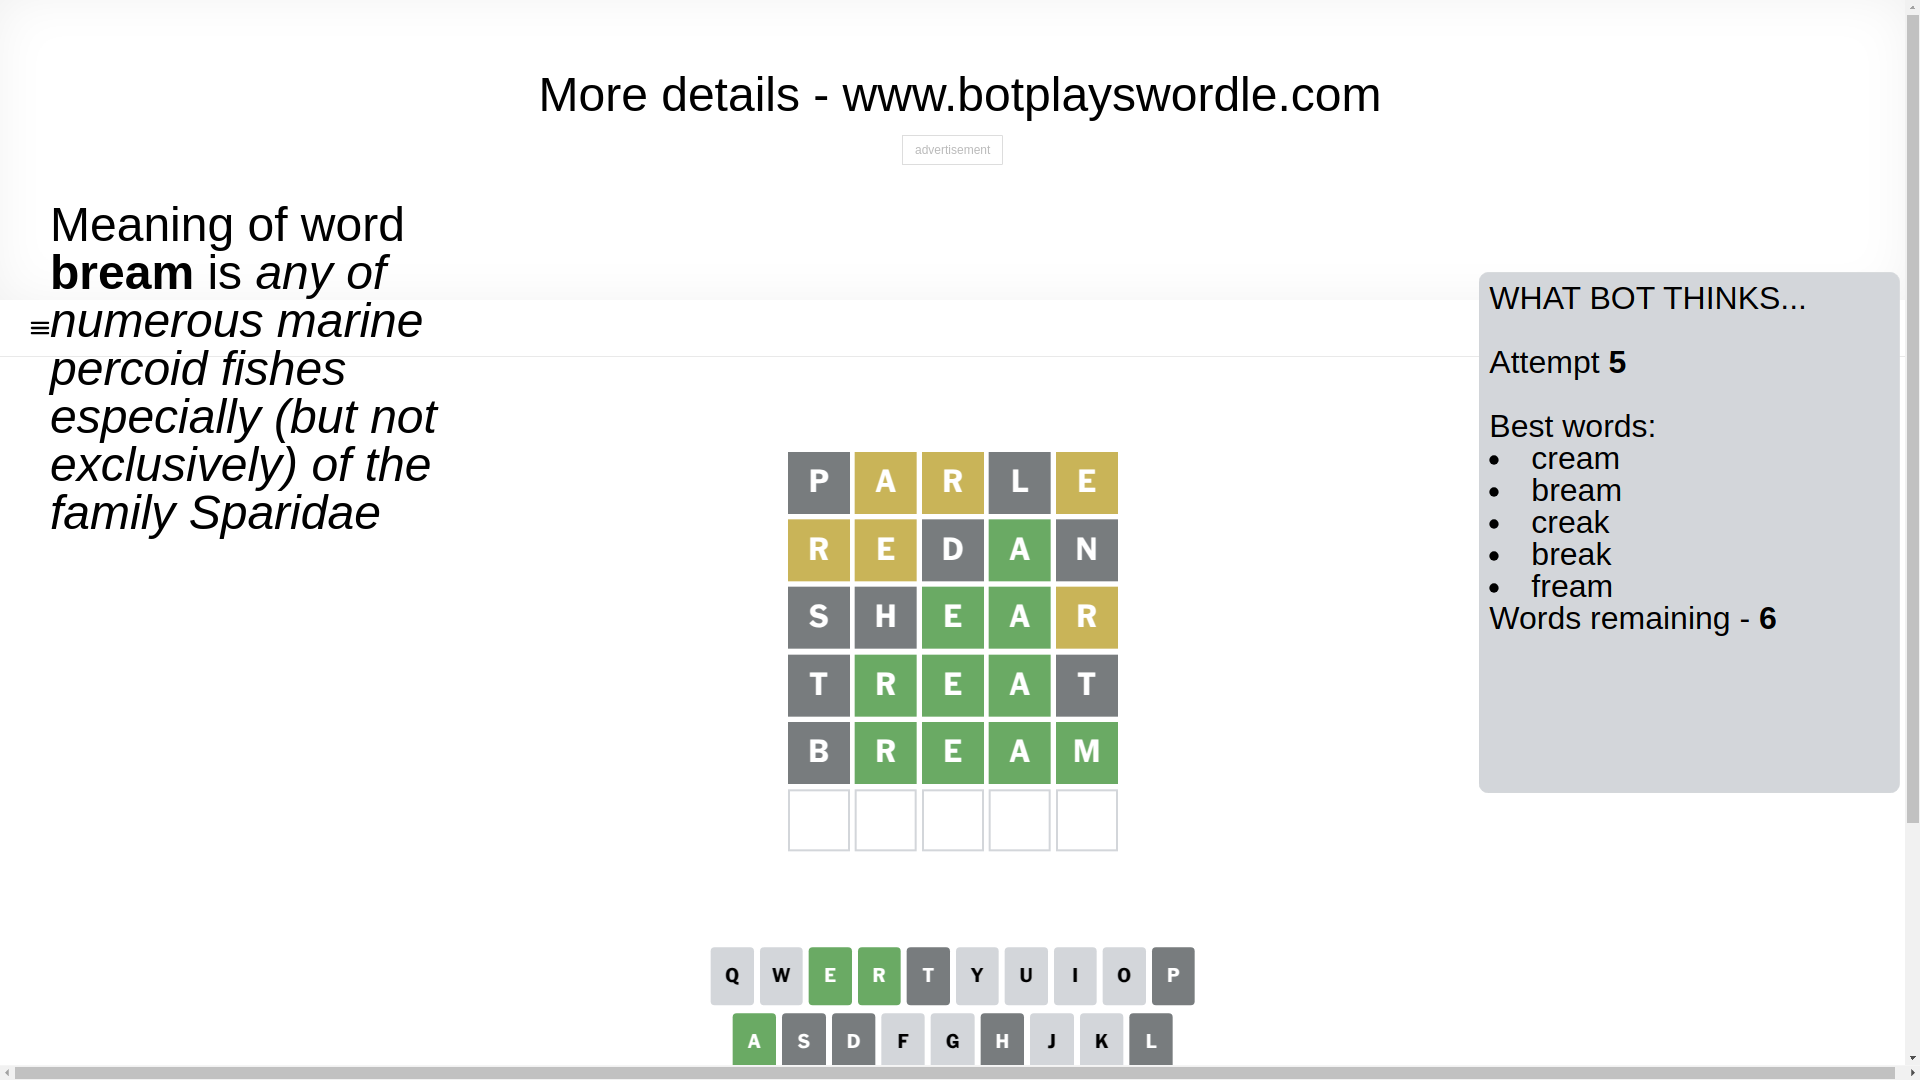 More details - www.botplayswordle.com
advertisement
Meaning of word
bream is any of
numerous marine
percoid fishes
especially (but not
exclusively) of the
family Sparidae
WHAT BOT THINKS...
Attempt 5
Best words:
• cream
• bream
• creak
• break
• fream
Words remaining - 6
P A R L E
R E D A N
S H E A R
T R E A T
B R E A M
Q W E R T Y U I O P
A S D F G H J K L